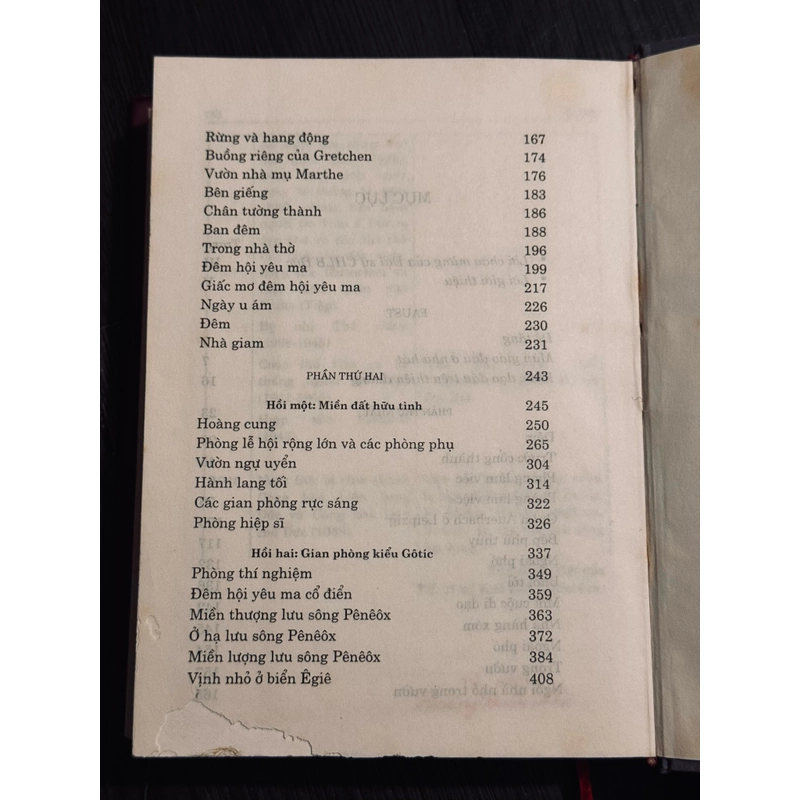 Rừng và hang động 167
Buồng riêng của Gretchen 174
Vườn nhà mụ Marthe 176
Bên giếng 183
Chân tường thành 186
Ban đêm 188
Trong nhà thờ 196
Đêm hội yêu ma 199
Giấc mơ đêm hội yêu ma 217
Ngày u ám 226
Đêm 230
Nhà giam 231
PHẦN THỨ HAI 243
Hồi một: Miền đất hữu tình 245
Hoàng cung 250
Phòng lễ hội rộng lớn và các phòng phụ 265
Vườn ngự uyển 304
Hành lang tối 314
Các gian phòng rực sáng 322
Phòng hiệp sĩ 326
Hồi hai: Gian phòng kiểu Gôtic 337
Phòng thí nghiệm 349
Đêm hội yêu ma cổ điển 359
Miền thượng lưu sông Pênêôx 363
Ở hạ lưu sông Pênêôx 372
Miền lượng lưu sông Pênêôx 384
Vịnh nhỏ ở biển Êgiê 408